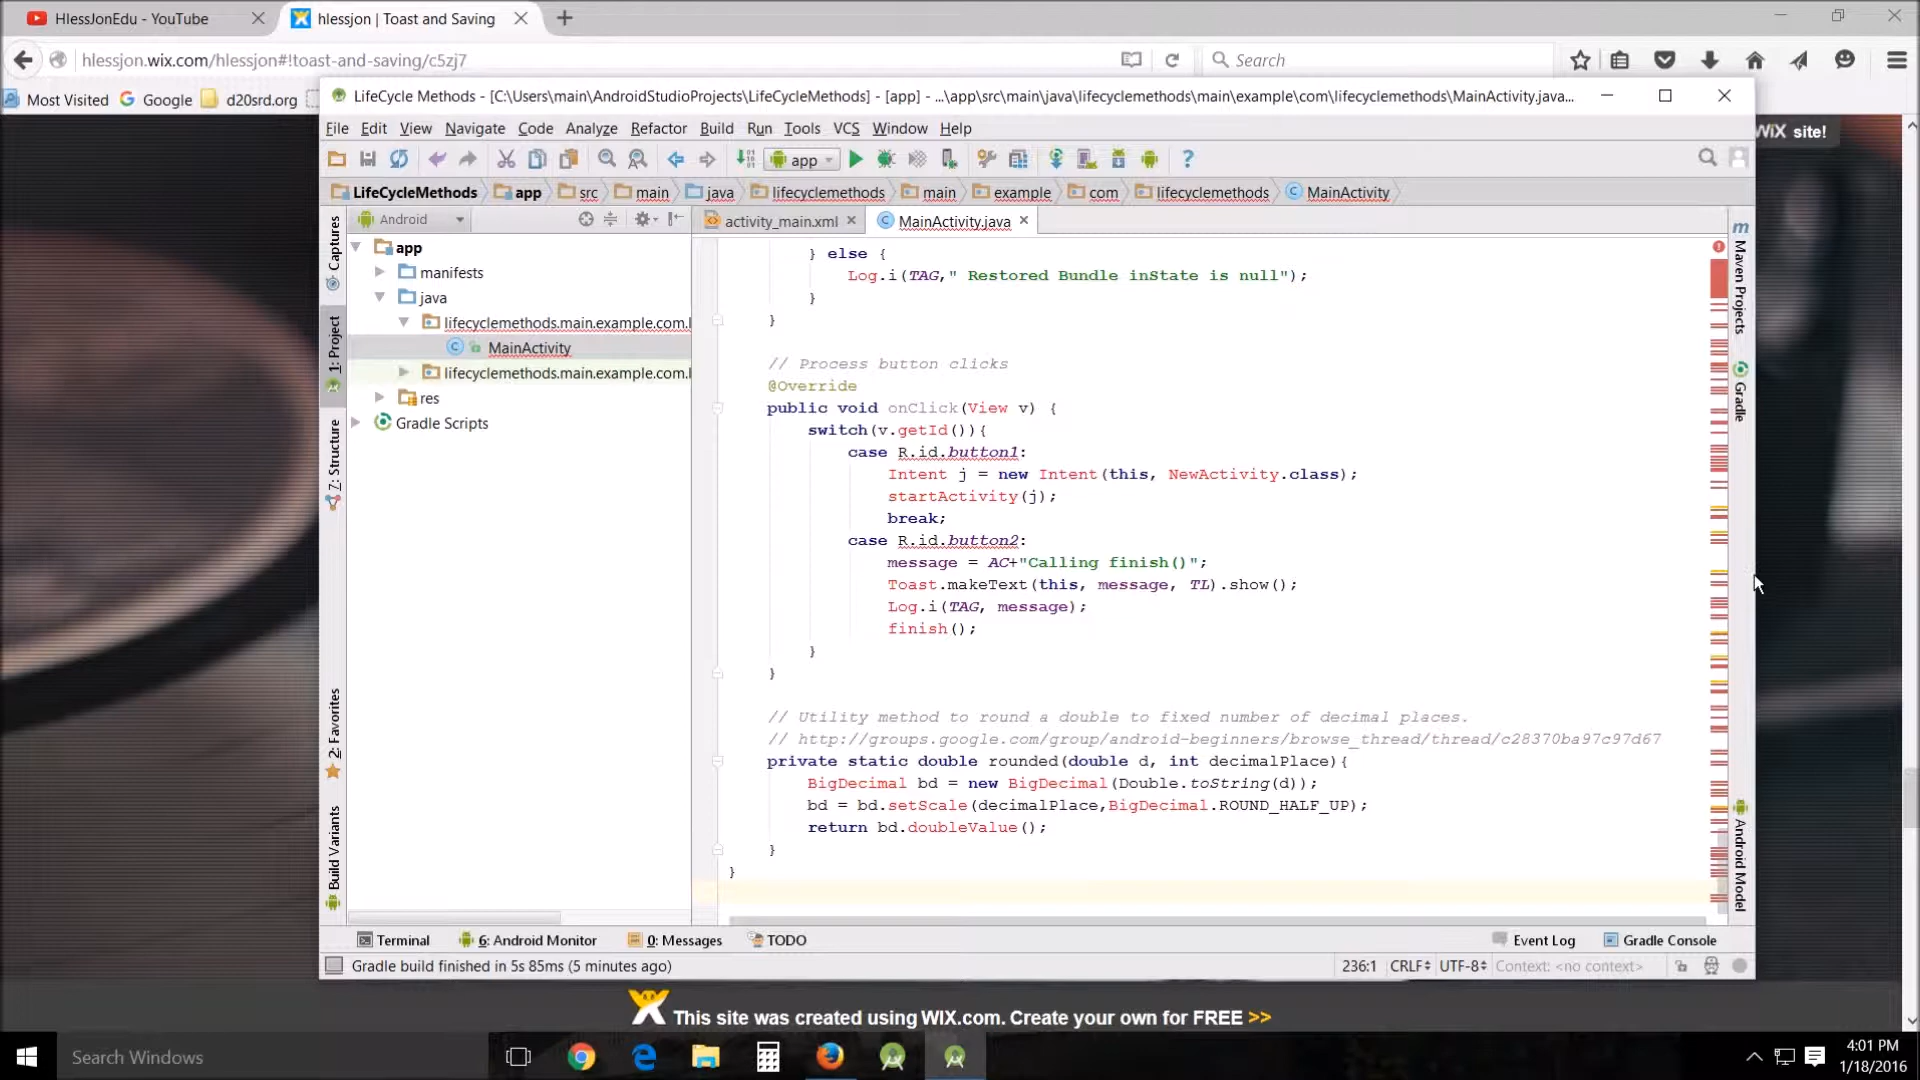 HlessJonEdu - YouTube
hlessjon | Toast and Saving
hlessjon.wix.com/hlessjon#!toast-and-saving/c5zj7
Search
Most Visited Google d20srd.org
WiX site!
LifeCycle Methods - [C:\Users\main\AndroidStudioProjects\LifeCycleMethods] - [app] - ...\app\src\main\java\lifecyclemethods\main\example\com\lifecyclemethods\MainActivity.java...
File Edit View Navigate Code Analyze Refactor Build Run Tools VCS Window Help
app
LifeCycleMethods app src main java lifecyclemethods main example com lifecyclemethods MainActivity
Android
activity_main.xml MainActivity.java
app
manifests
java
lifecyclemethods.main.example.com.l
MainActivity
lifecyclemethods.main.example.com.l
res
Gradle Scripts
Captures
1: Project
7: Structure
2: Favorites
Build Variants
} else {
Log.i(TAG," Restored Bundle inState is null");
}
}
// Process button clicks
@Override
public void onClick(View v) {
switch(v.getId()){
case R.id.button1:
Intent j = new Intent(this, NewActivity.class);
startActivity(j);
break;
case R.id.button2:
message = AC+"Calling finish()";
Toast.makeText(this, message, TL).show();
Log.i(TAG, message);
finish();
}
}
// Utility method to round a double to fixed number of decimal places.
// http://groups.google.com/group/android-beginners/browse_thread/thread/c28370ba97c97d67
private static double rounded(double d, int decimalPlace){
BigDecimal bd = new BigDecimal(Double.toString(d));
bd = bd.setScale(decimalPlace,BigDecimal.ROUND_HALF_UP);
return bd.doubleValue();
}
}
m
Maven Projects
Gradle
Android Model
Terminal 6: Android Monitor 0: Messages TODO
Event Log Gradle Console
Gradle build finished in 5s 85ms (5 minutes ago)
236:1 CRLF UTF-8 Context: <no context>
This site was created using WIX.com. Create your own for FREE >>
Search Windows
4:01 PM
1/18/2016